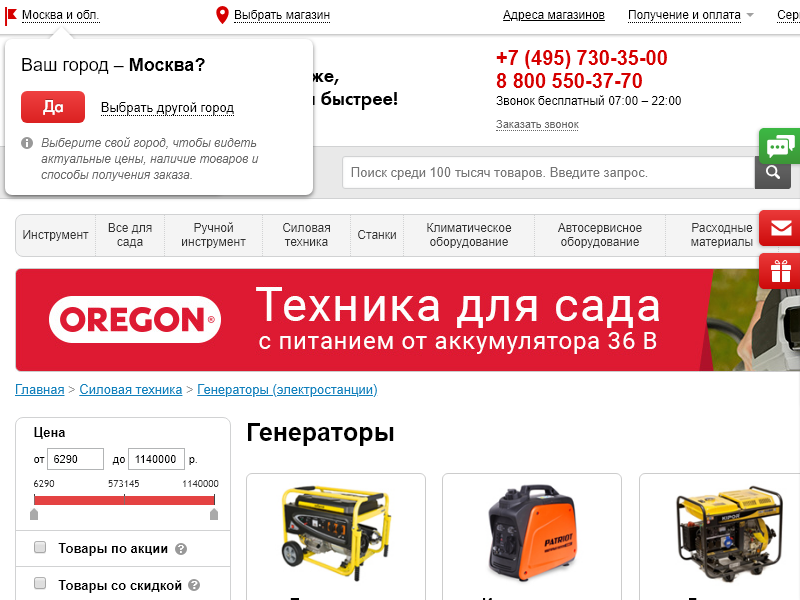 Москва и обл.
Выбрать магазин
Адреса магазинов
Получение и оплата
Ваш город – Москва?
Да
Выбрать другой город
Выберите свой город, чтобы видеть
актуальные цены, наличие товаров и
способы получения заказа.
быстрее!
+7 (495) 730-35-00
8 800 550-37-70
Звонок бесплатный 07:00 – 22:00
Заказать звонок
Поиск среди 100 тысяч товаров. Введите запрос.
Инструмент
Все для
сада
Ручной
инструмент
Силовая
техника
Станки
Климатическое
оборудование
Автосервисное
оборудование
Расходные
материалы
OREGON®
Техника для сада
с питанием от аккумулятора 36 В
Главная > Силовая техника > Генераторы (электростанции)
Цена
от 6290 до 1140000 р.
6290 573145 1140000
Товары по акции ?
Товары со скидкой ?
Генераторы
PATRIOT
KIPOR